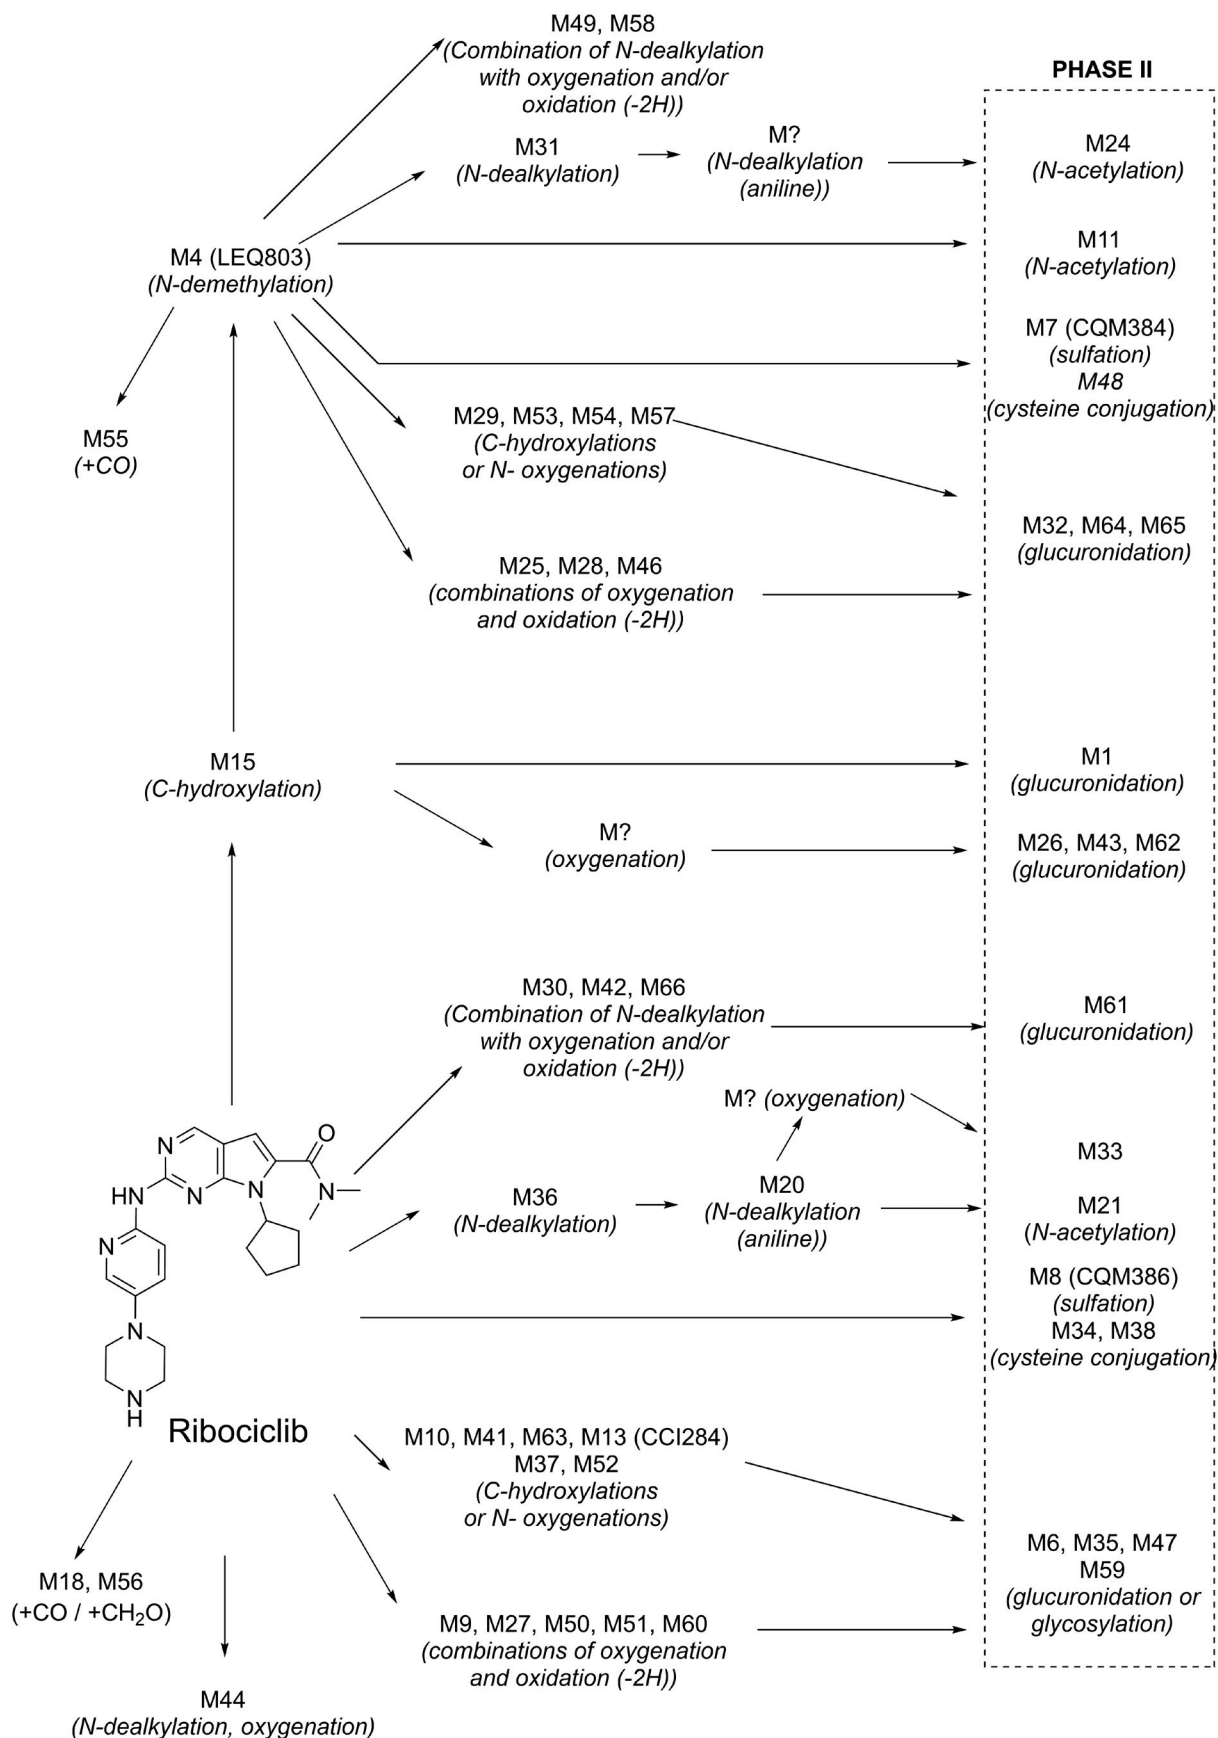 M49, M58
(Combination of N-dealkylation
with oxygenation and/or
oxidation (-2H))
PHASE II
M31
(N-dealkylation)
M?
(N-dealkylation
(aniline))
M24
(N-acetylation)
M4 (LEQ803)
(N-demethylation)
M11
(N-acetylation)
M7 (CQM384)
(sulfation)
M48
(cysteine conjugation)
M55
(+CO)
M29, M53, M54, M57
(C-hydroxylations
or N- oxygenations)
M32, M64, M65
(glucuronidation)
M25, M28, M46
(combinations of oxygenation
and oxidation (-2H))
M15
(C-hydroxylation)
M1
(glucuronidation)
M?
(oxygenation)
M26, M43, M62
(glucuronidation)
M30, M42, M66
(Combination of N-dealkylation
with oxygenation and/or
oxidation (-2H))
M61
(glucuronidation)
M? (oxygenation)
M33
M36
(N-dealkylation)
M20
(N-dealkylation
(aniline))
M21
(N-acetylation)
M8 (CQM386)
(sulfation)
M34, M38
(cysteine conjugation)
N
O
N
N
N
HN
N
N
N
H
Ribociclib
M10, M41, M63, M13 (CCI284)
M37, M52
(C-hydroxylations
or N- oxygenations)
M6, M35, M47
M59
(glucuronidation or
glycosylation)
M18, M56
(+CO / +CH₂O)
M9, M27, M50, M51, M60
(combinations of oxygenation
and oxidation (-2H))
M44
(N-dealkylation, oxygenation)